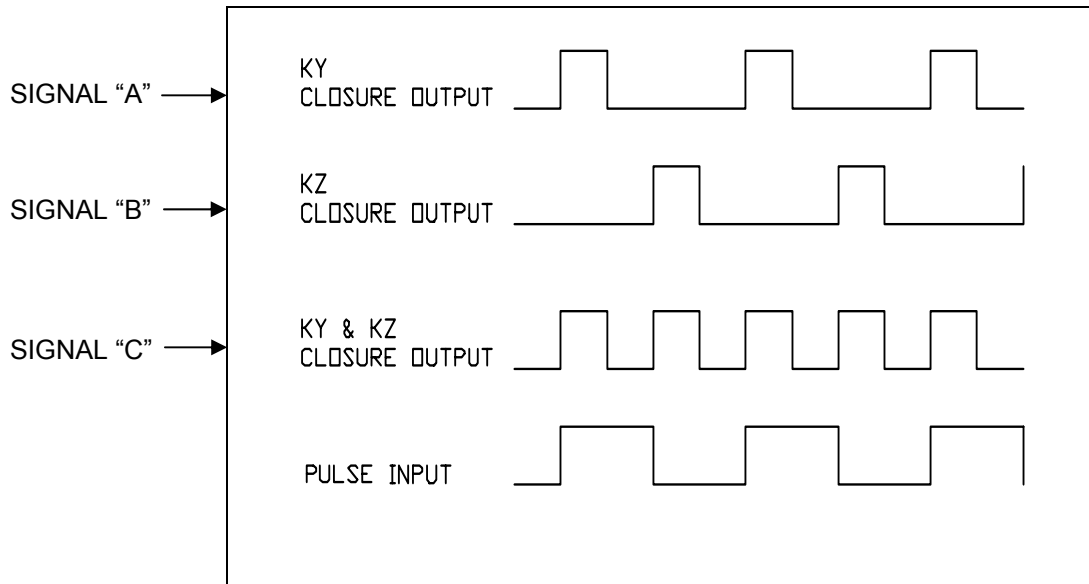 KY
SIGNAL “A”
CLOSURE OUTPUT
KZ
SIGNAL “B”
CLOSURE OUTPUT
KY & KZ
SIGNAL “C”
CLOSURE OUTPUT
PULSE INPUT